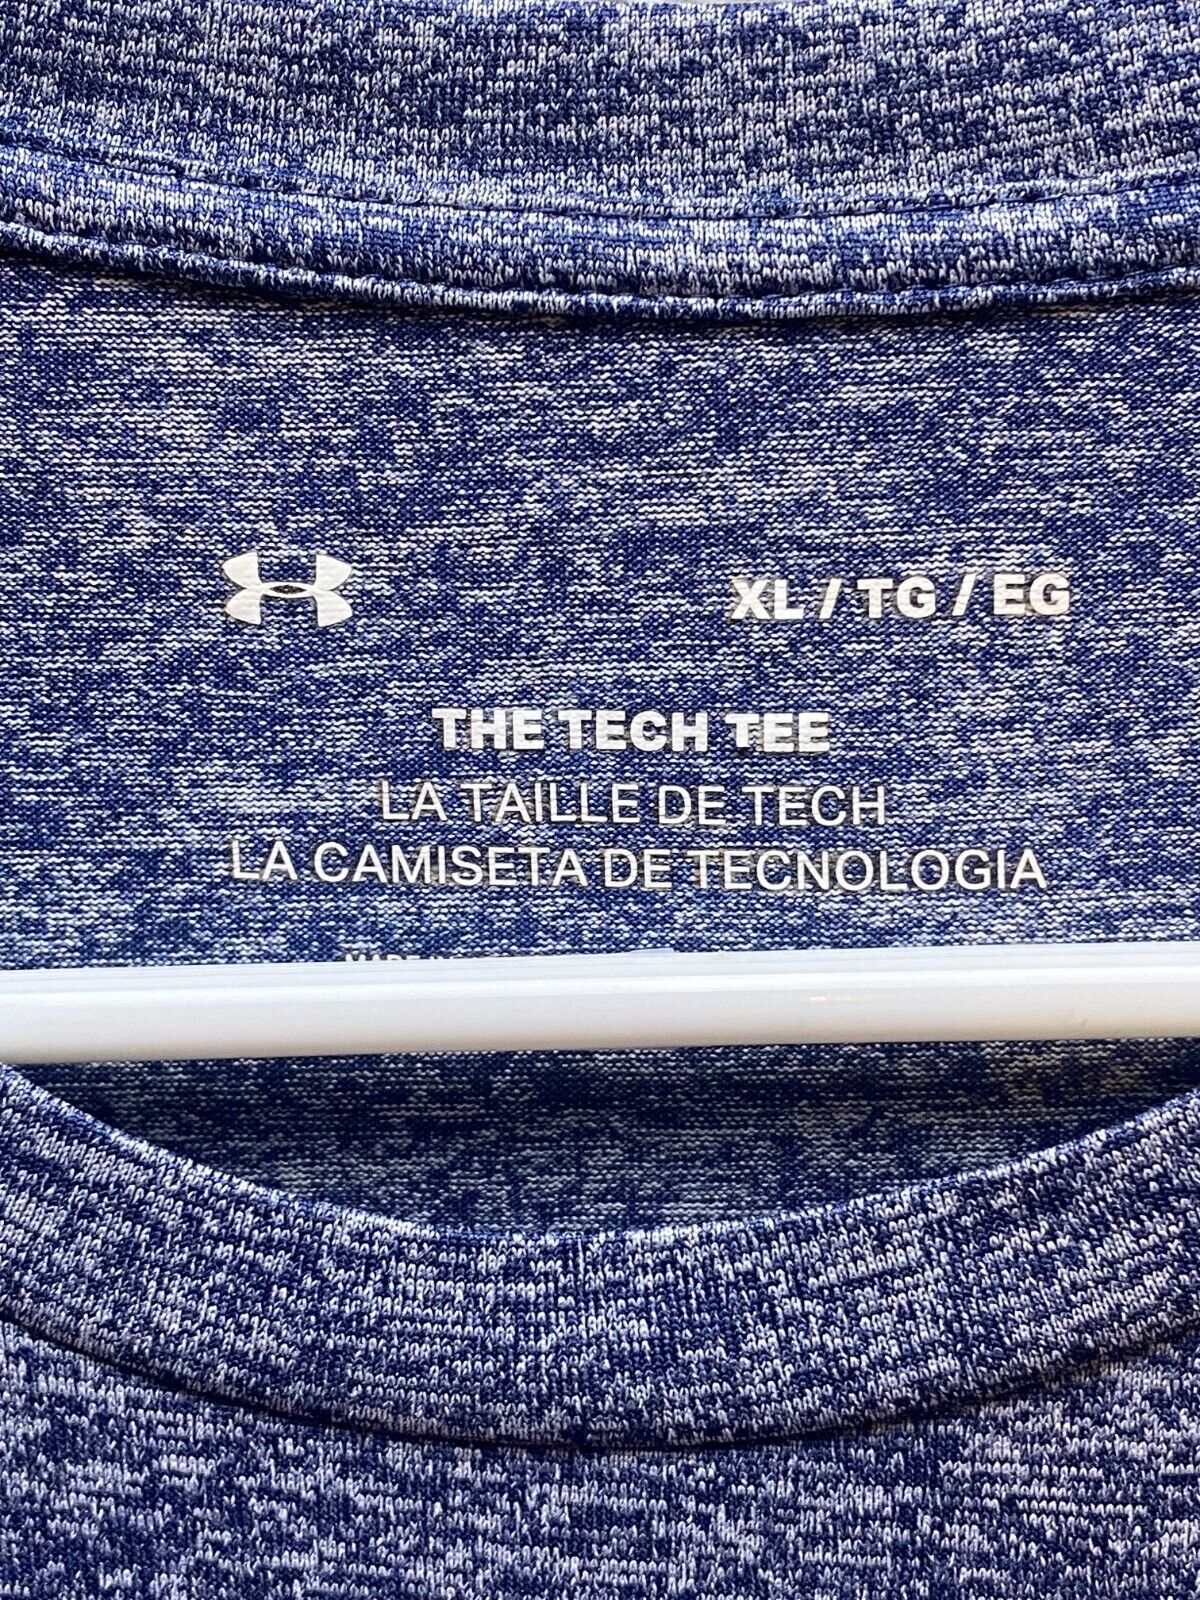 XL / TG / EG
THE TECH TEE
LA TAILLE DE TECH
LA CAMISETA DE TECNOLOGIA